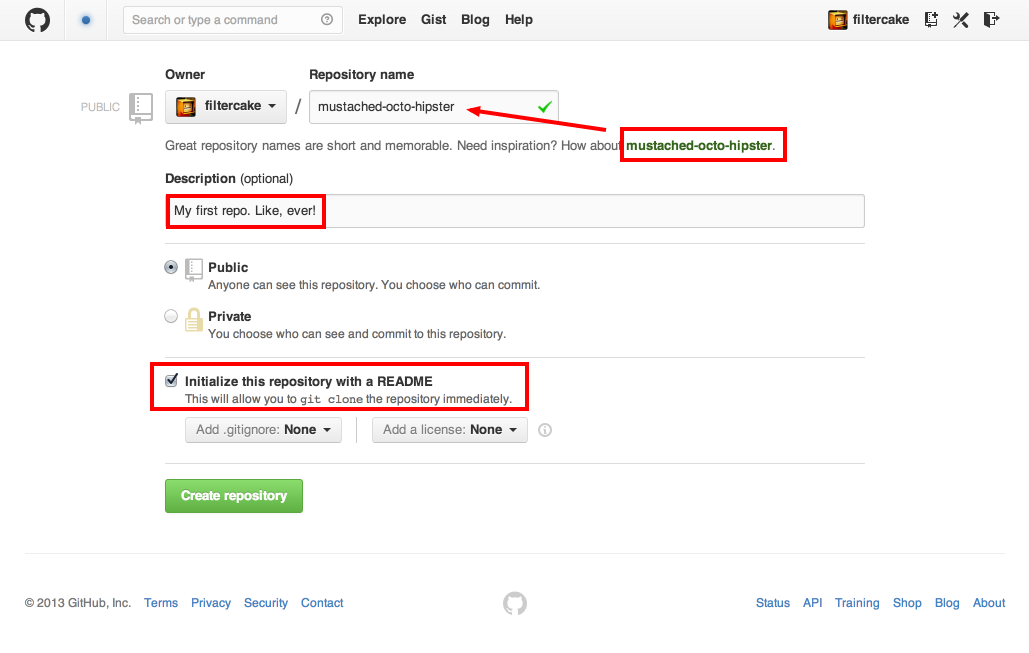 Search or type a command
Explore Gist Blog Help
filtercake
Owner
Repository name
PUBLIC
filtercake
/
mustached-octo-hipster
Great repository names are short and memorable. Need inspiration? How about mustached-octo-hipster.
Description (optional)
My first repo. Like, ever!
Public
Anyone can see this repository. You choose who can commit.
Private
You choose who can see and commit to this repository.
Initialize this repository with a README
This will allow you to git clone the repository immediately.
Add .gitignore: None
Add a license: None
Create repository
© 2013 GitHub, Inc. Terms Privacy Security Contact
Status API Training Shop Blog About